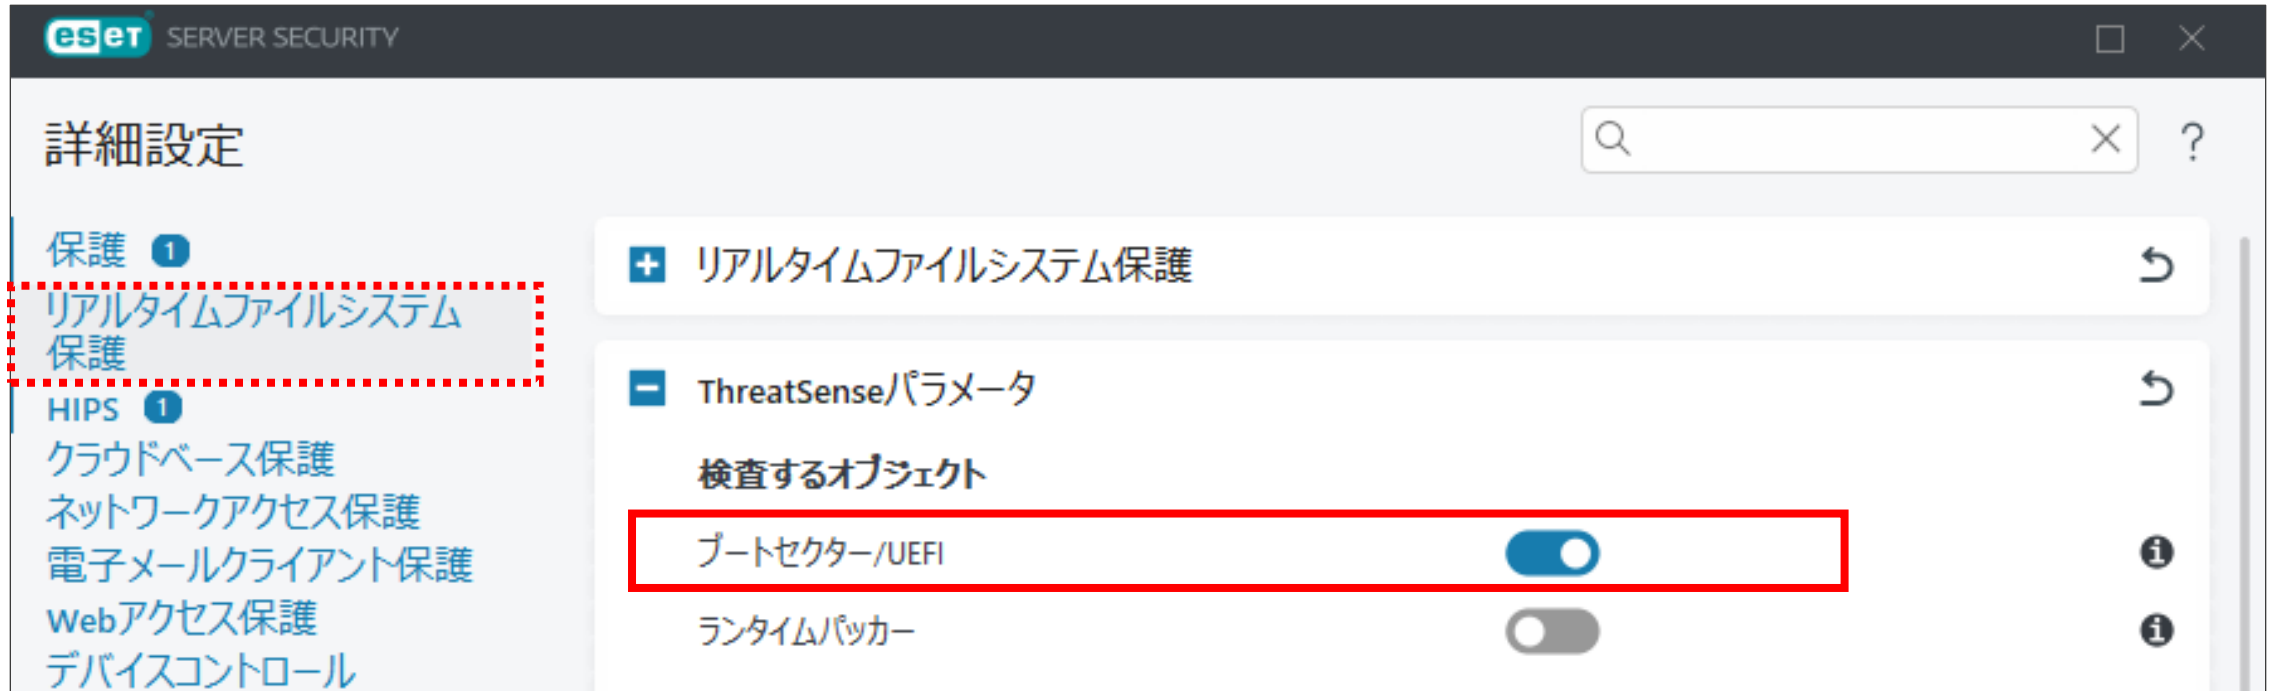 eset SERVER SECURITY
詳細設定
?
保護 1
リアルタイムファイルシステム
保護
HIPS 1
クラウドベース保護
ネットワークアクセス保護
電子メールクライアント保護
Webアクセス保護
デバイスコントロール
リアルタイムファイルシステム保護
ThreatSenseパラメータ
検査するオブジェクト
ブートセクター/UEFI
ランタイムパッカー